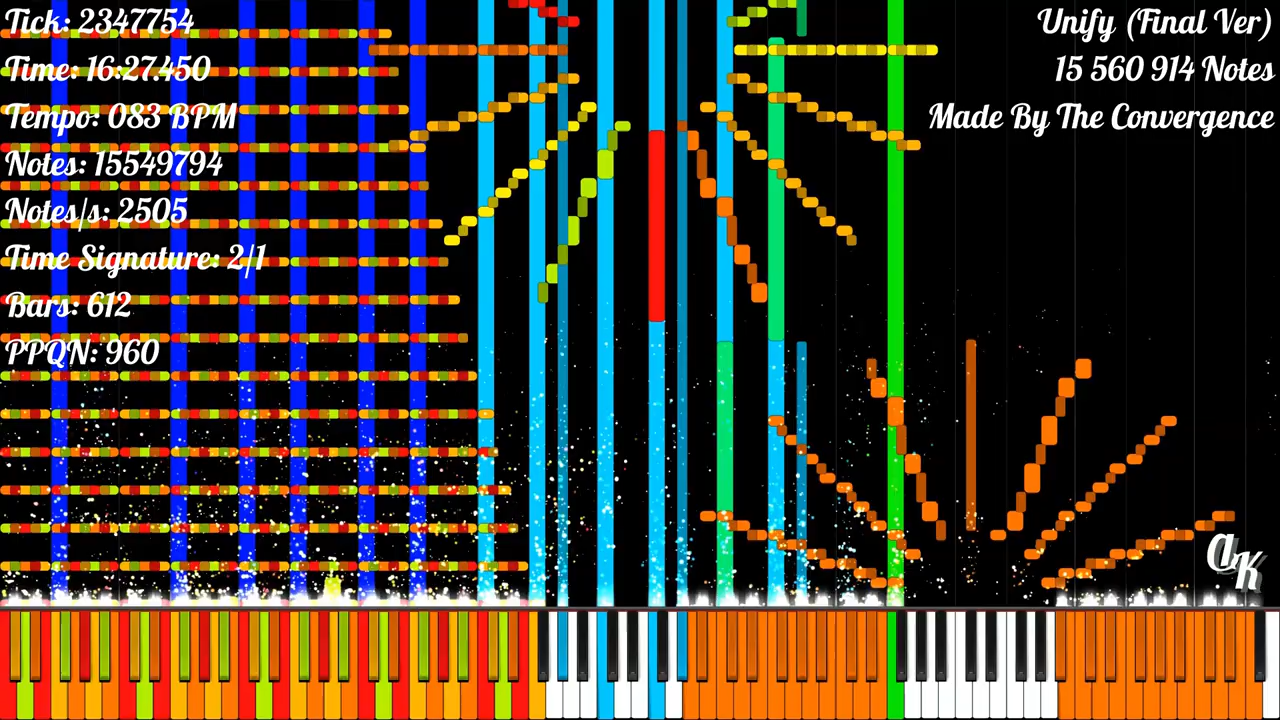 Tick: 2347754
Time: 16:27.450
Tempo: 083 BPM
Notes: 15549794
Notes/s: 2505
Time Signature: 2/1
Bars: 612
PPQN: 960
Unify (Final Ver)
15 560 914 Notes
Made By The Convergence
aK